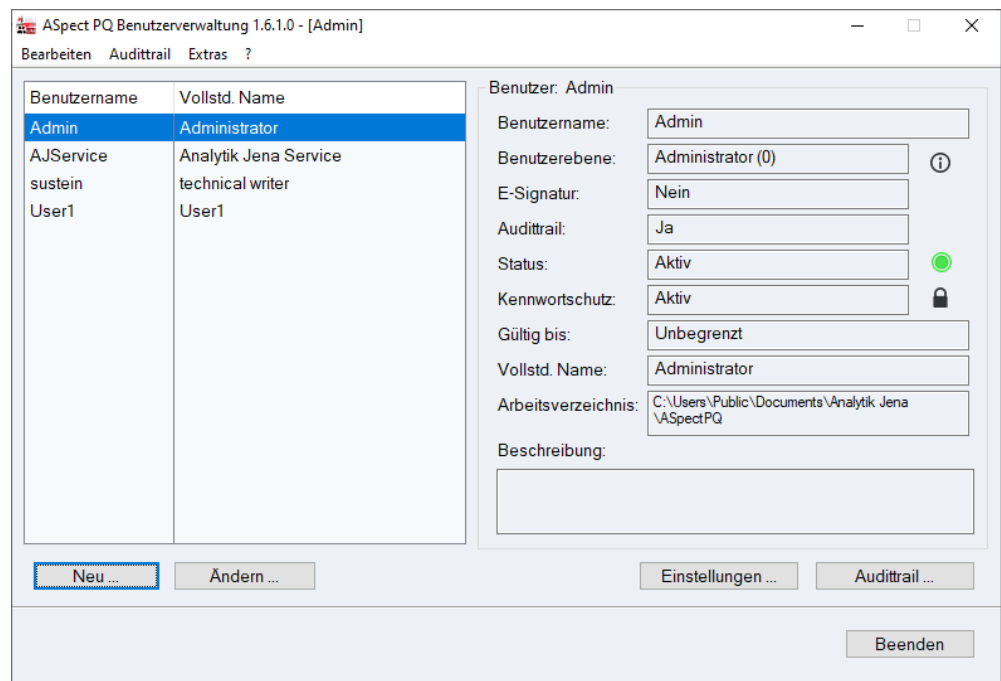 ASpect PQ Benutzerverwaltung 1.6.1.0 - [Admin]
Bearbeiten Audittrail Extras ?
Benutzername Vollstd. Name
Admin Administrator
AJService Analytik Jena Service
sustein technical writer
User1 User1
Benutzer: Admin
Benutzername: Admin
Benutzerebene: Administrator (0)
E-Signatur: Nein
Audittrail: Ja
Status: Aktiv
Kennwortschutz: Aktiv
Gültig bis: Unbegrenzt
Vollstd. Name: Administrator
Arbeitsverzeichnis: C:\Users\Public\Documents\Analytik Jena
\ASpectPQ
Beschreibung:
Neu ... Ändern ... Einstellungen ... Audittrail ...
Beenden